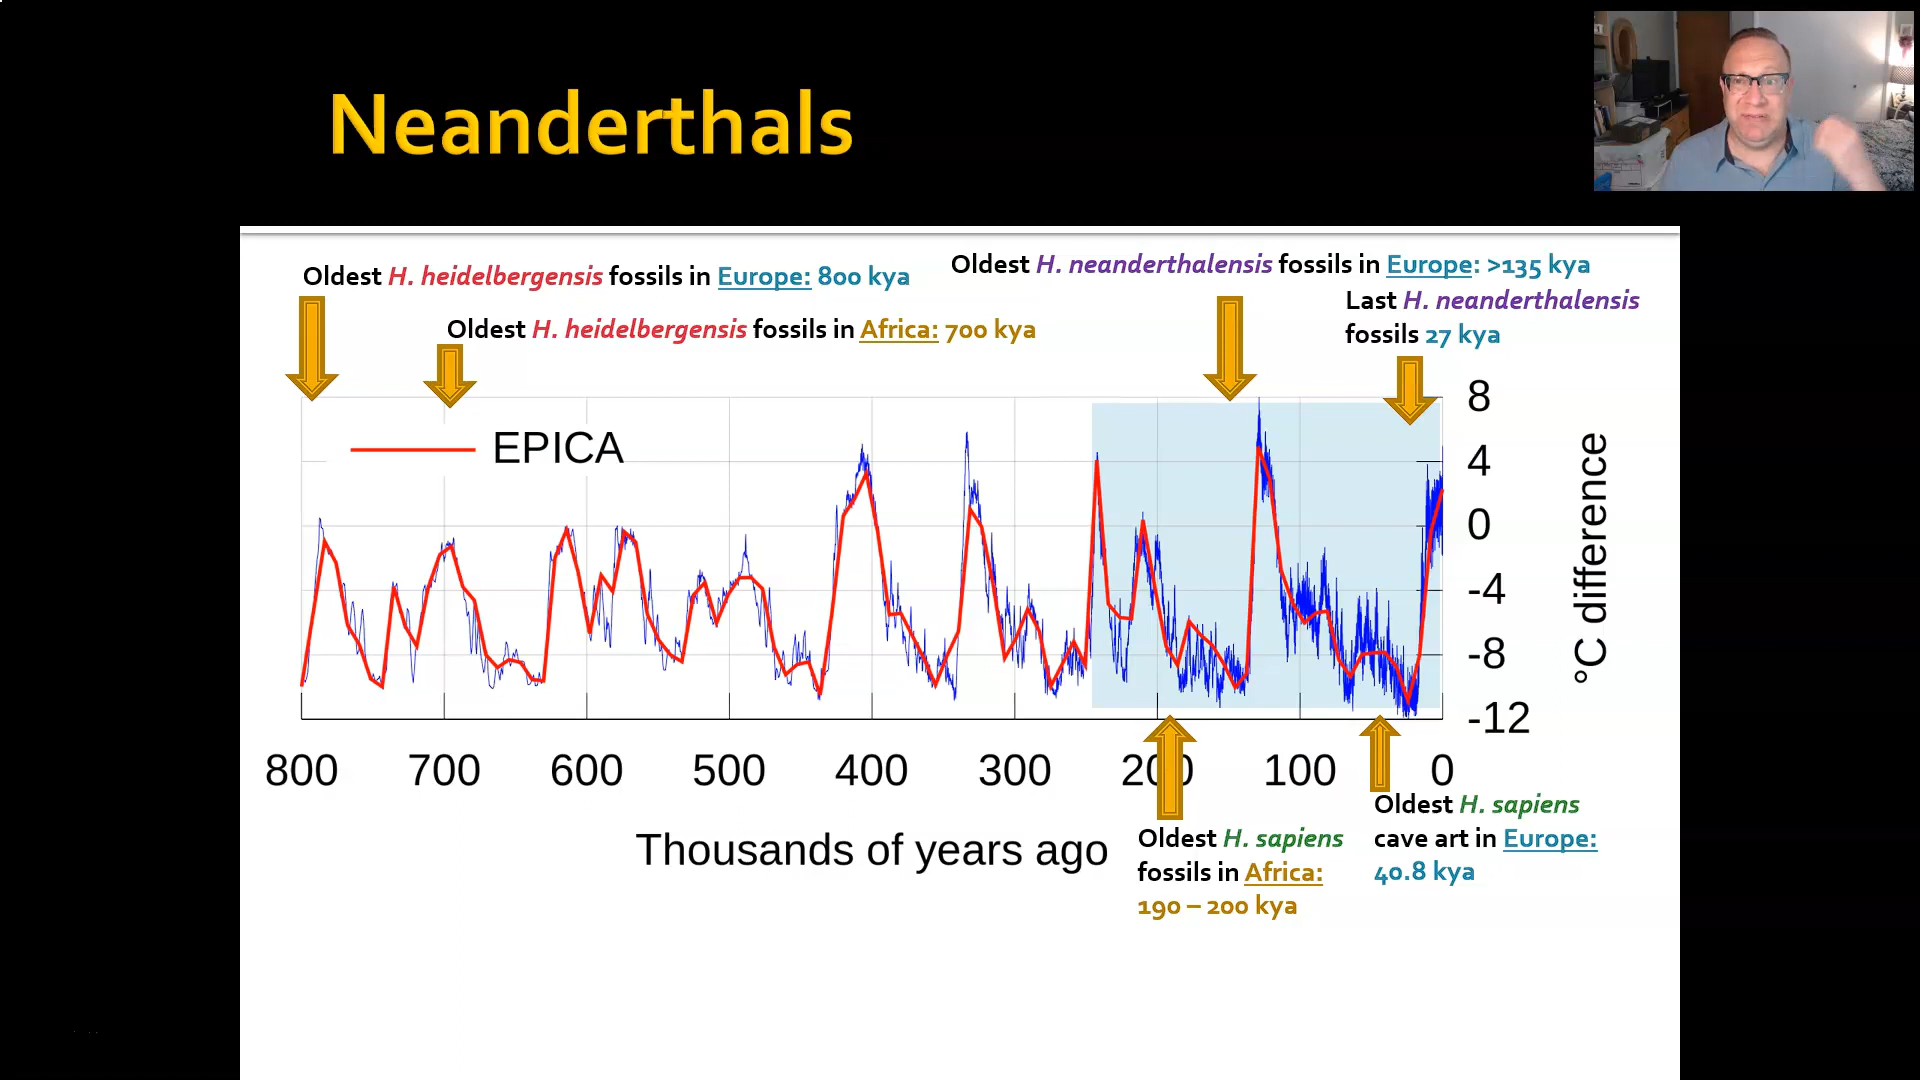 Neanderthals
Oldest H. heidelbergensis fossils in Europe: 800 kya
Oldest H. neanderthalensis fossils in Europe: >135 kya
Last H. neanderthalensis
fossils 27 kya
Oldest H. heidelbergensis fossils in Africa: 700 kya
EPICA
8
4
0
-4
-8
-12
°C difference
800 700 600 500 400 300 200 100 0
Thousands of years ago
Oldest H. sapiens
fossils in Africa:
190 – 200 kya
Oldest H. sapiens
cave art in Europe:
40.8 kya